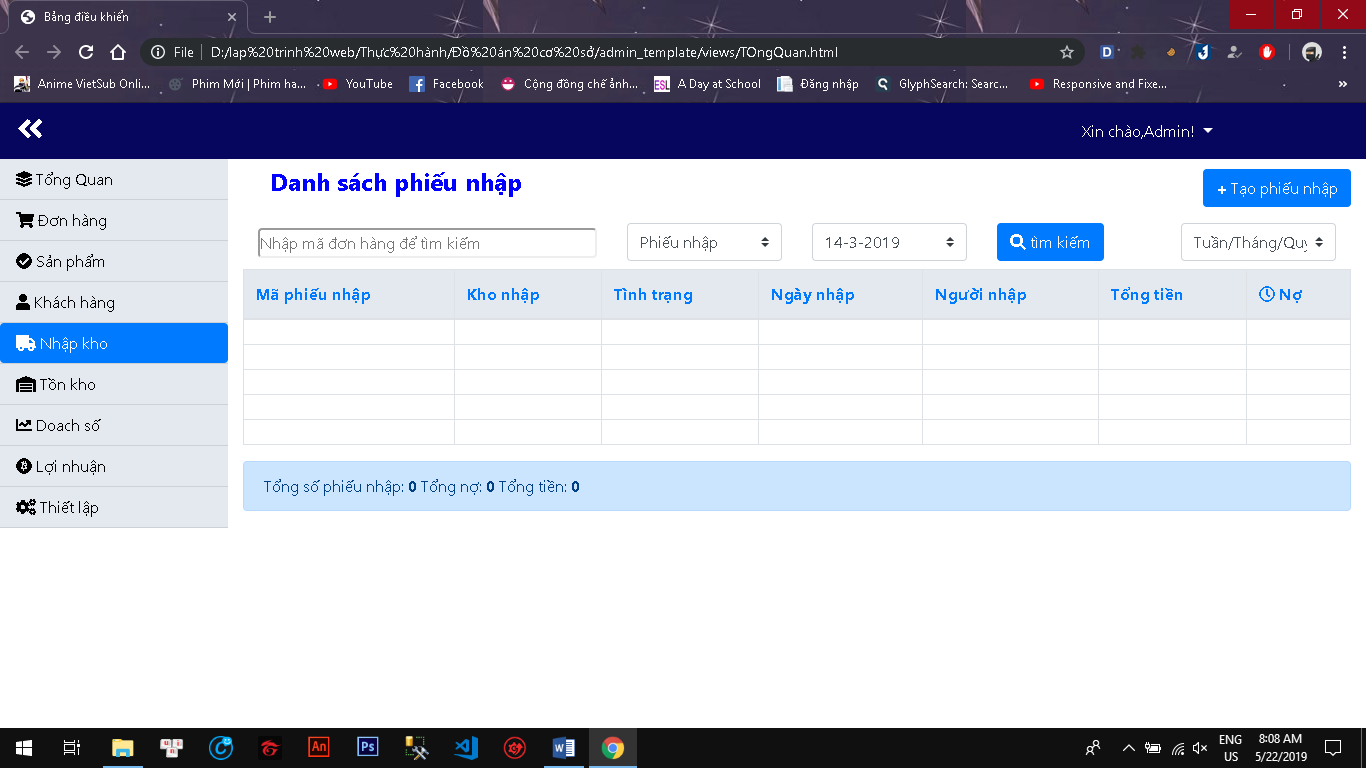 Bảng điều khiển
File
D:/lap%20trinh%20web/Thực%20hành/Đồ%20án%20cơ%20sở/admin_template/views/TOngQuan.html
Anime VietSub Onli... Phim Mới | Phim ha... YouTube Facebook Cộng đồng chế ảnh... ESL A Day at School Đăng nhập GlyphSearch: Searc... Responsive and Fixe... »
Xin chào,Admin!
Tổng Quan
Đơn hàng
Sản phẩm
Khách hàng
Nhập kho
Tồn kho
Doach số
Lợi nhuận
Thiết lập
Danh sách phiếu nhập
+ Tạo phiếu nhập
Nhập mã đơn hàng để tìm kiếm Phiếu nhập 14-3-2019 tìm kiếm Tuần/Tháng/Quý
Mã phiếu nhập Kho nhập Tình trạng Ngày nhập Người nhập Tổng tiền Nợ
Tổng số phiếu nhập: 0 Tổng nợ: 0 Tổng tiền: 0
An Ps
ENG
US
8:08 AM
5/22/2019